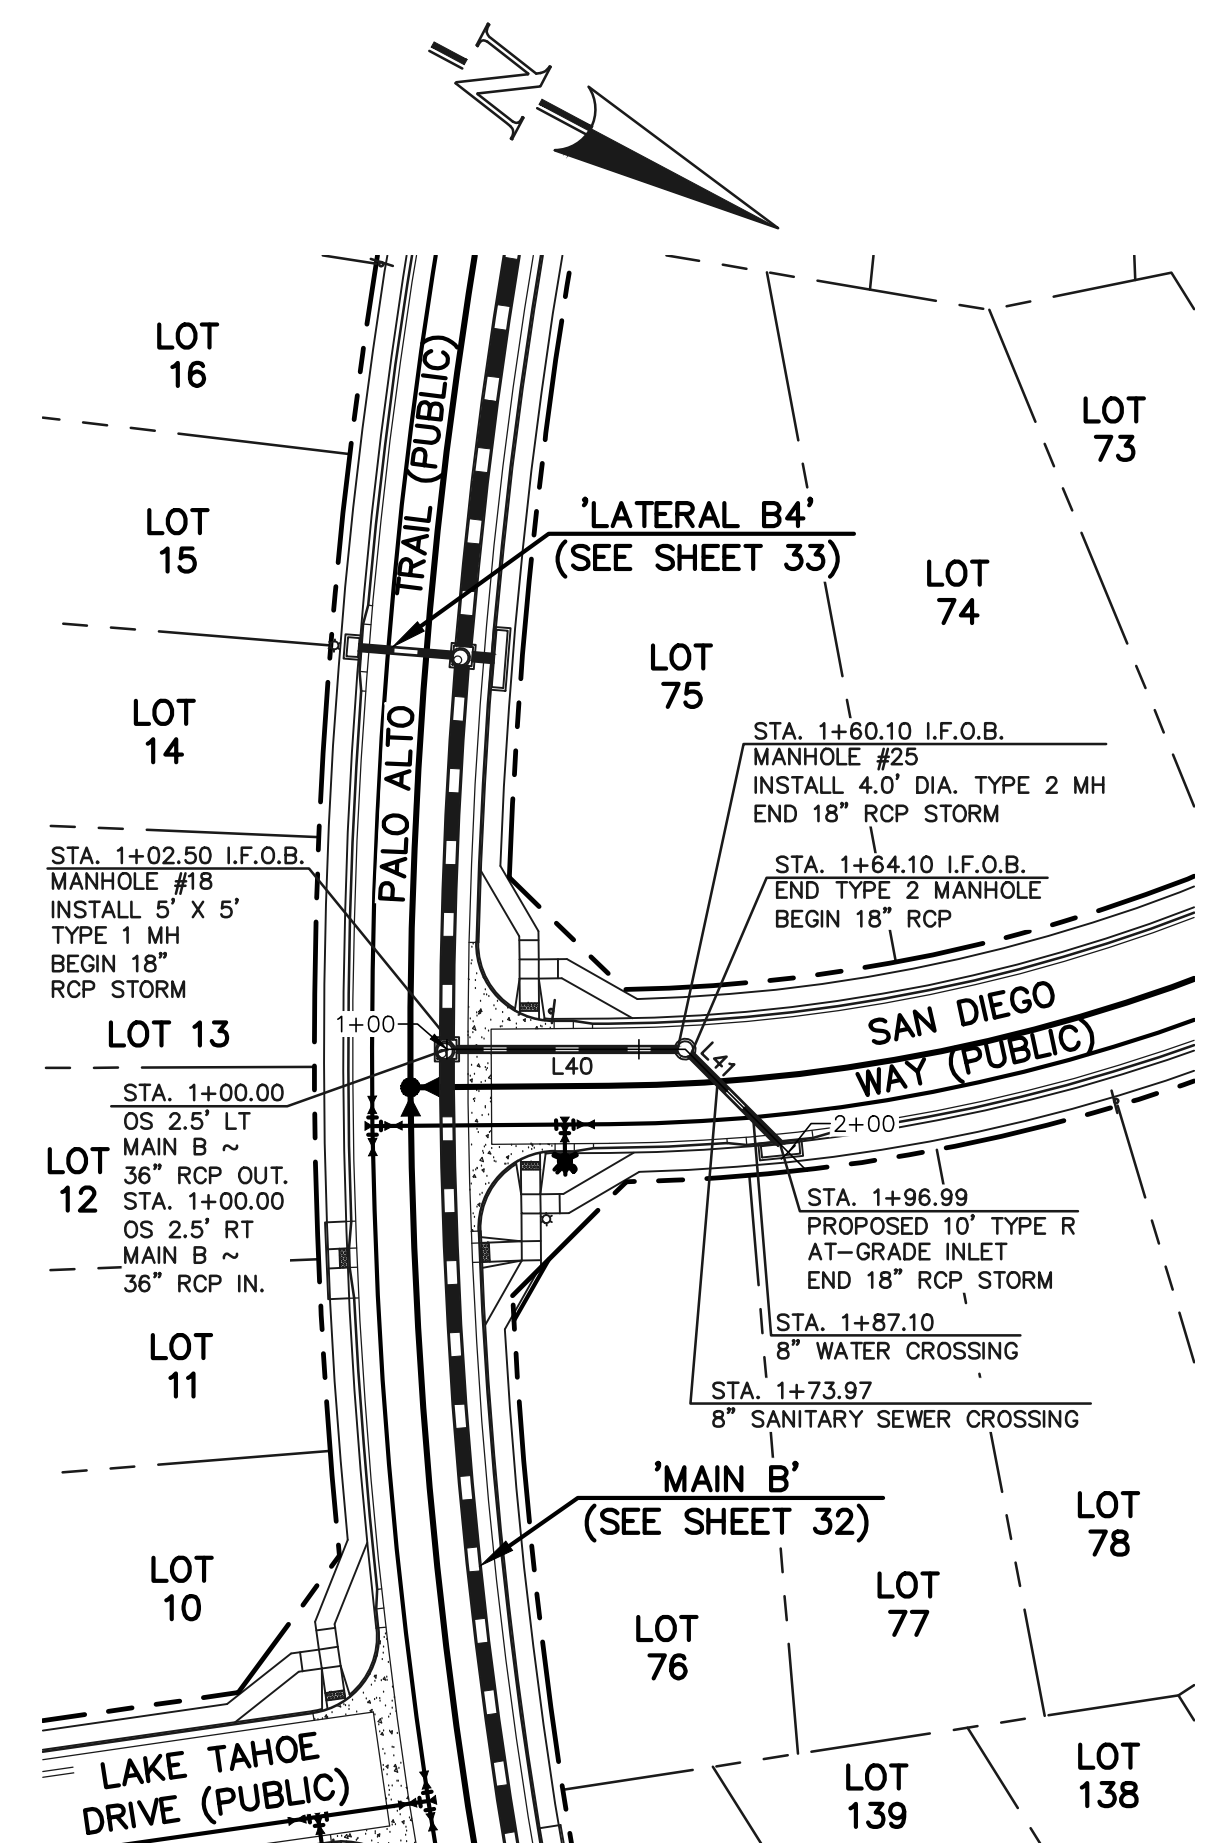 N
LOT
16
TRAIL (PUBLIC)
LOT
73
LOT
15
'LATERAL B4'
(SEE SHEET 33)
LOT
74
LOT
75
LOT
14
PALO ALTO
STA. 1+60.10 I.F.O.B.
MANHOLE #25
INSTALL 4.0' DIA. TYPE 2 MH
END 18" RCP STORM
STA. 1+02.50 I.F.O.B.
MANHOLE #18
INSTALL 5' X 5'
TYPE 1 MH
BEGIN 18"
RCP STORM
STA. 1+64.10 I.F.O.B.
END TYPE 2 MANHOLE
BEGIN 18" RCP
LOT 13
1+00
L40
L41
SAN DIEGO
WAY (PUBLIC)
STA. 1+00.00
OS 2.5' LT
MAIN B ~
36" RCP OUT.
STA. 1+00.00
OS 2.5' RT
MAIN B ~
36" RCP IN.
LOT
12
2+00
STA. 1+96.99
PROPOSED 10' TYPE R
AT-GRADE INLET
END 18" RCP STORM
STA. 1+87.10
8" WATER CROSSING
STA. 1+73.97
8" SANITARY SEWER CROSSING
LOT
11
'MAIN B'
(SEE SHEET 32)
LOT
78
LOT
10
LOT
77
LOT
76
LAKE TAHOE
DRIVE (PUBLIC)
LOT
139
LOT
138